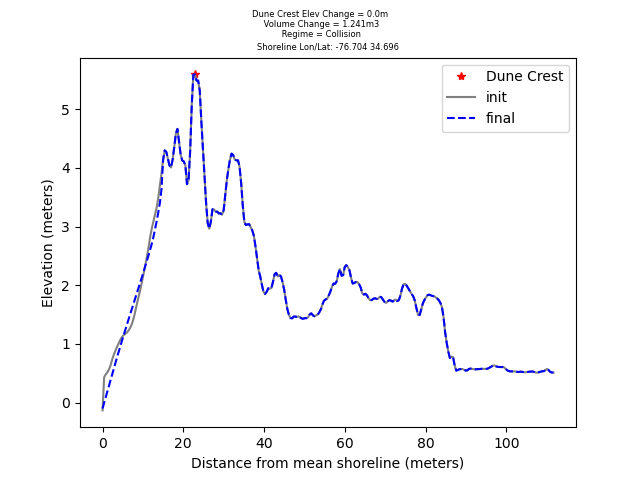 Dune Crest Elev Change = 0.0m
Volume Change = 1.241m3
Regime = Collision
Shoreline Lon/Lat: -76.704 34.696
Dune Crest
init
final
Elevation (meters)
5
4
3
2
1
0
0 20 40 60 80 100
Distance from mean shoreline (meters)